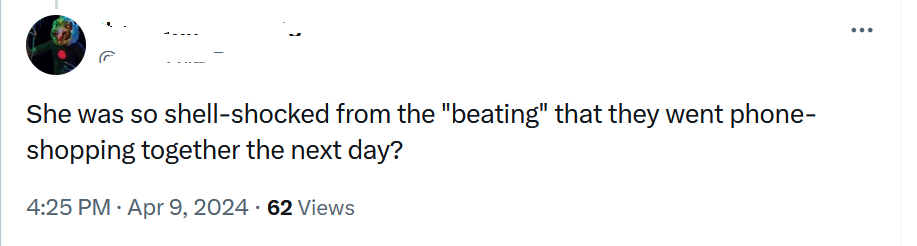 She was so shell-shocked from the "beating" that they went phone-
shopping together the next day?
4:25 PM · Apr 9, 2024 · 62 Views